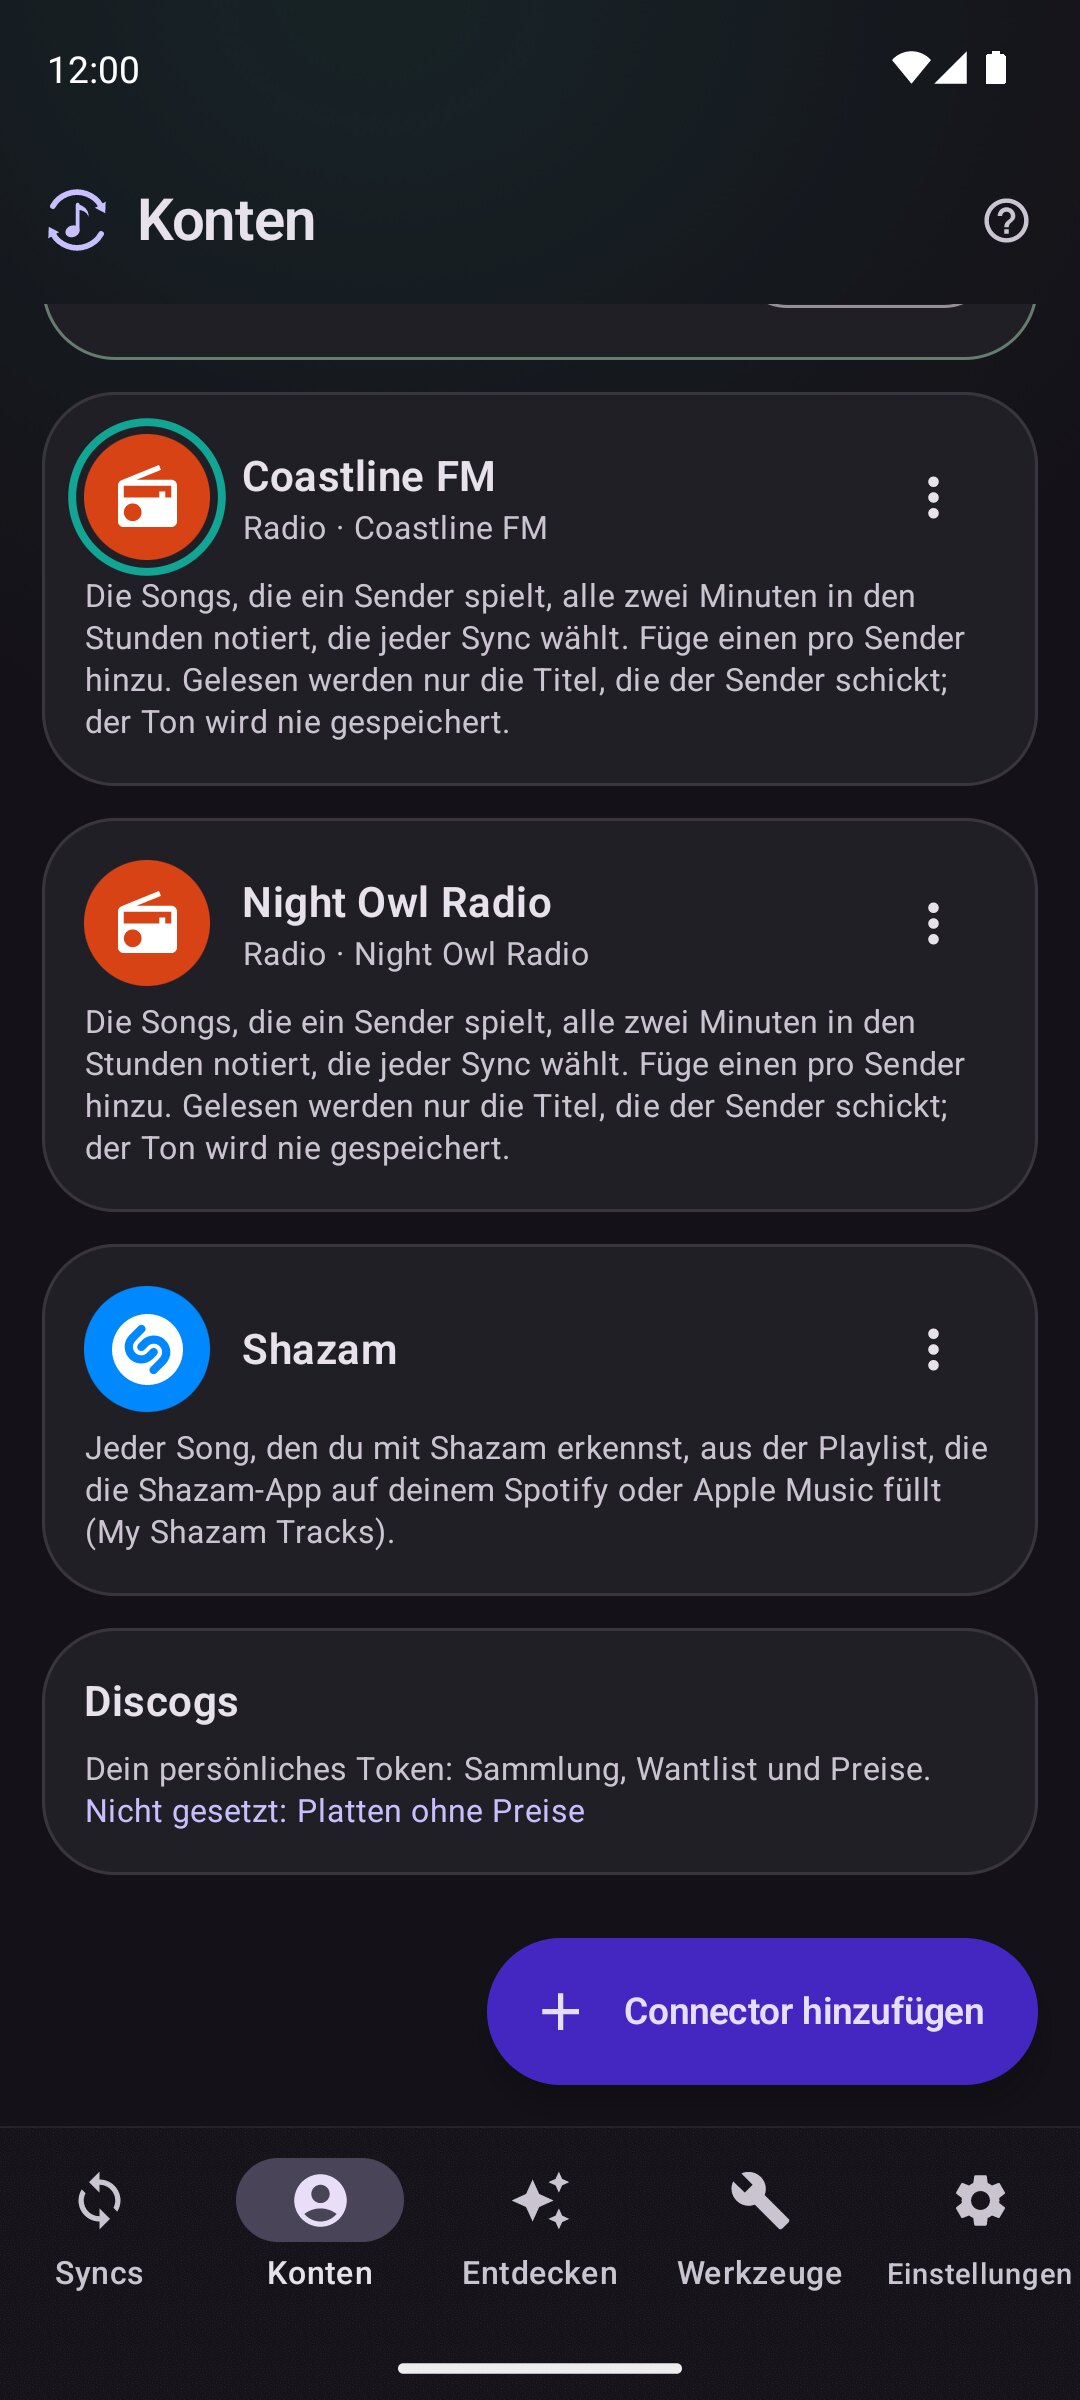 12:00
Konten
Coastline FM
Radio · Coastline FM
Die Songs, die ein Sender spielt, alle zwei Minuten in den
Stunden notiert, die jeder Sync wählt. Füge einen pro Sender
hinzu. Gelesen werden nur die Titel, die der Sender schickt;
der Ton wird nie gespeichert.
Night Owl Radio
Radio · Night Owl Radio
Die Songs, die ein Sender spielt, alle zwei Minuten in den
Stunden notiert, die jeder Sync wählt. Füge einen pro Sender
hinzu. Gelesen werden nur die Titel, die der Sender schickt;
der Ton wird nie gespeichert.
Shazam
Jeder Song, den du mit Shazam erkennst, aus der Playlist, die
die Shazam-App auf deinem Spotify oder Apple Music füllt
(My Shazam Tracks).
Discogs
Dein persönliches Token: Sammlung, Wantlist und Preise.
Nicht gesetzt: Platten ohne Preise
Connector hinzufügen
Syncs
Konten
Entdecken
Werkzeuge
Einstellungen